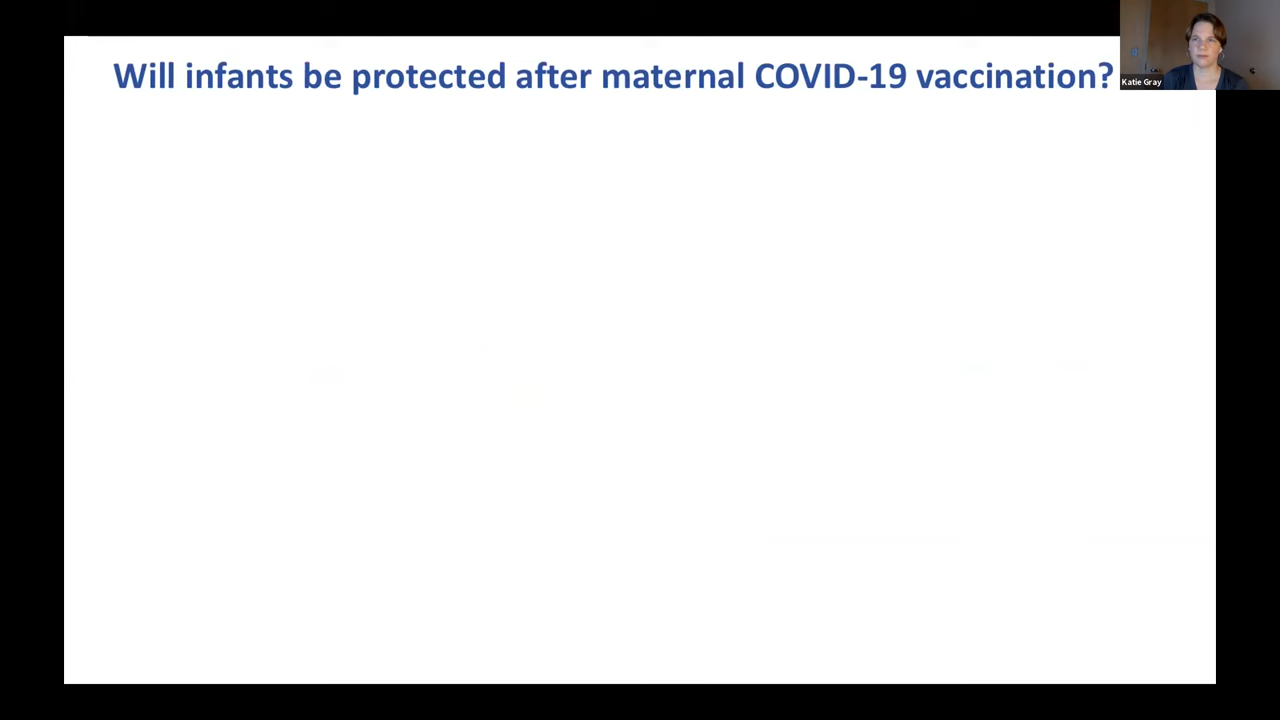 Will infants be protected after maternal COVID-19 vaccination?
Katie Gray